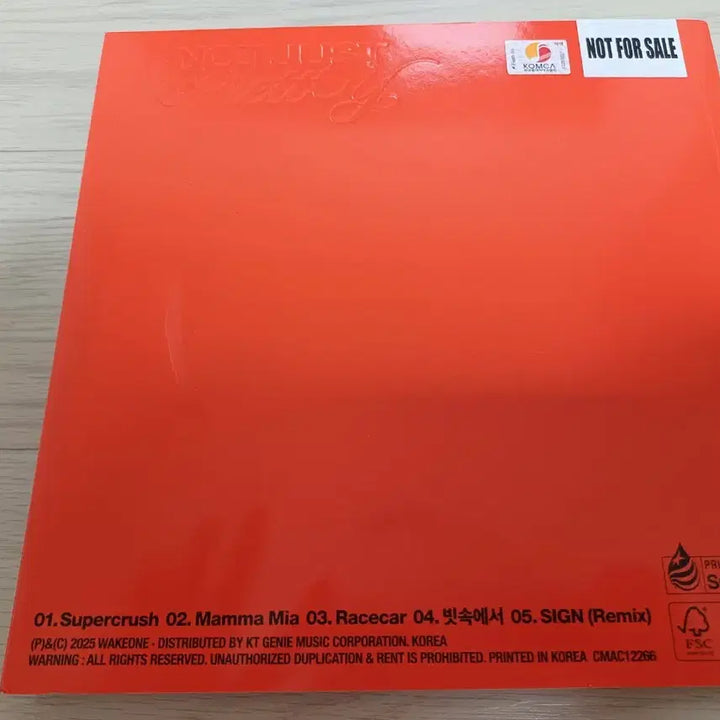 NOT JUST
KOMCA
NOT FOR SALE
01. Supercrush 02. Mamma Mia 03. Racecar 04. 빗속에서 05. SIGN (Remix)
(P)&(C) 2025 WAKEONE · DISTRIBUTED BY KT GENIE MUSIC CORPORATION. KOREA
WARNING : ALL RIGHTS RESERVED. UNAUTHORIZED DUPLICATION & RENT IS PROHIBITED. PRINTED IN KOREA CMAC12266
FSC